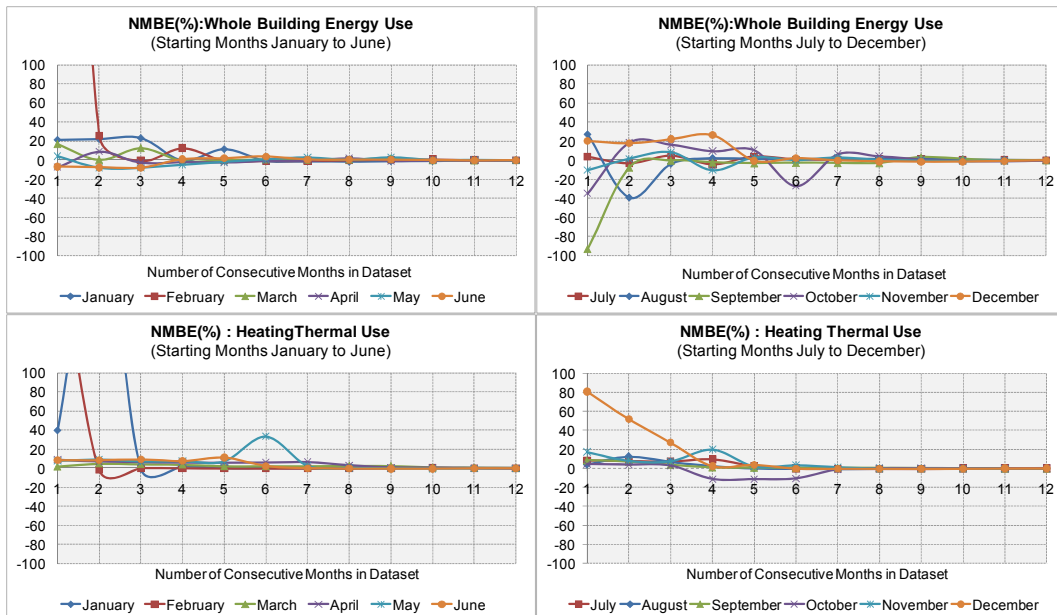 NMBE(%):Whole Building Energy Use
(Starting Months January to June)
100
80
60
40
20
0
-20
-40
-60
-80
-100
1 2 3 4 5 6 7 8 9 10 11 12
Number of Consecutive Months in Dataset
January February March April May June
NMBE(%):Whole Building Energy Use
(Starting Months July to December)
100
80
60
40
20
0
-20
-40
-60
-80
-100
1 2 3 4 5 6 7 8 9 10 11 12
Number of Consecutive Months in Dataset
July August September October November December
NMBE(%) : HeatingThermal Use
(Starting Months January to June)
100
80
60
40
20
0
-20
-40
-60
-80
-100
1 2 3 4 5 6 7 8 9 10 11 12
Number of Consecutive Months in Dataset
January February March April May June
NMBE(%) : Heating Thermal Use
(Starting Months July to December)
100
80
60
40
20
0
-20
-40
-60
-80
-100
1 2 3 4 5 6 7 8 9 10 11 12
Number of Consecutive Months in Dataset
July August September October November December